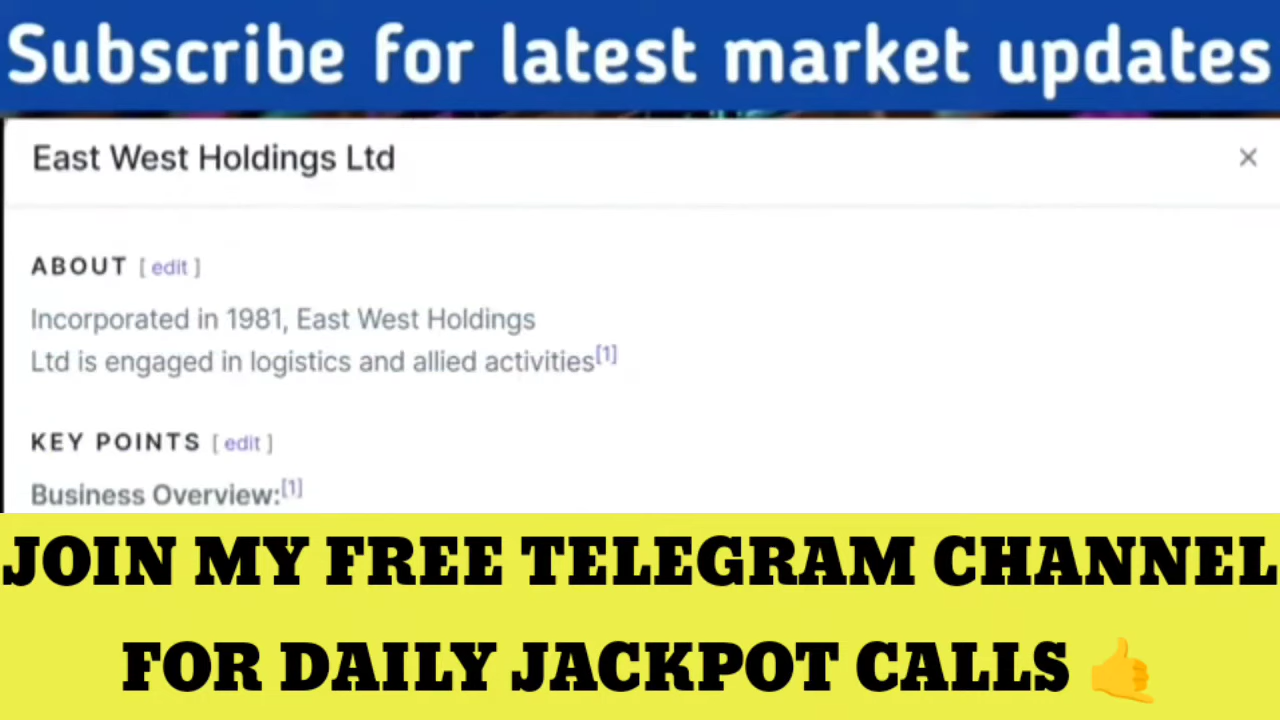 Subscribe for latest market updates
East West Holdings Ltd ×
ABOUT [ edit ]
Incorporated in 1981, East West Holdings
Ltd is engaged in logistics and allied activities[1]
KEY POINTS [ edit ]
Business Overview:[1]
JOIN MY FREE TELEGRAM CHANNEL
FOR DAILY JACKPOT CALLS 🤙